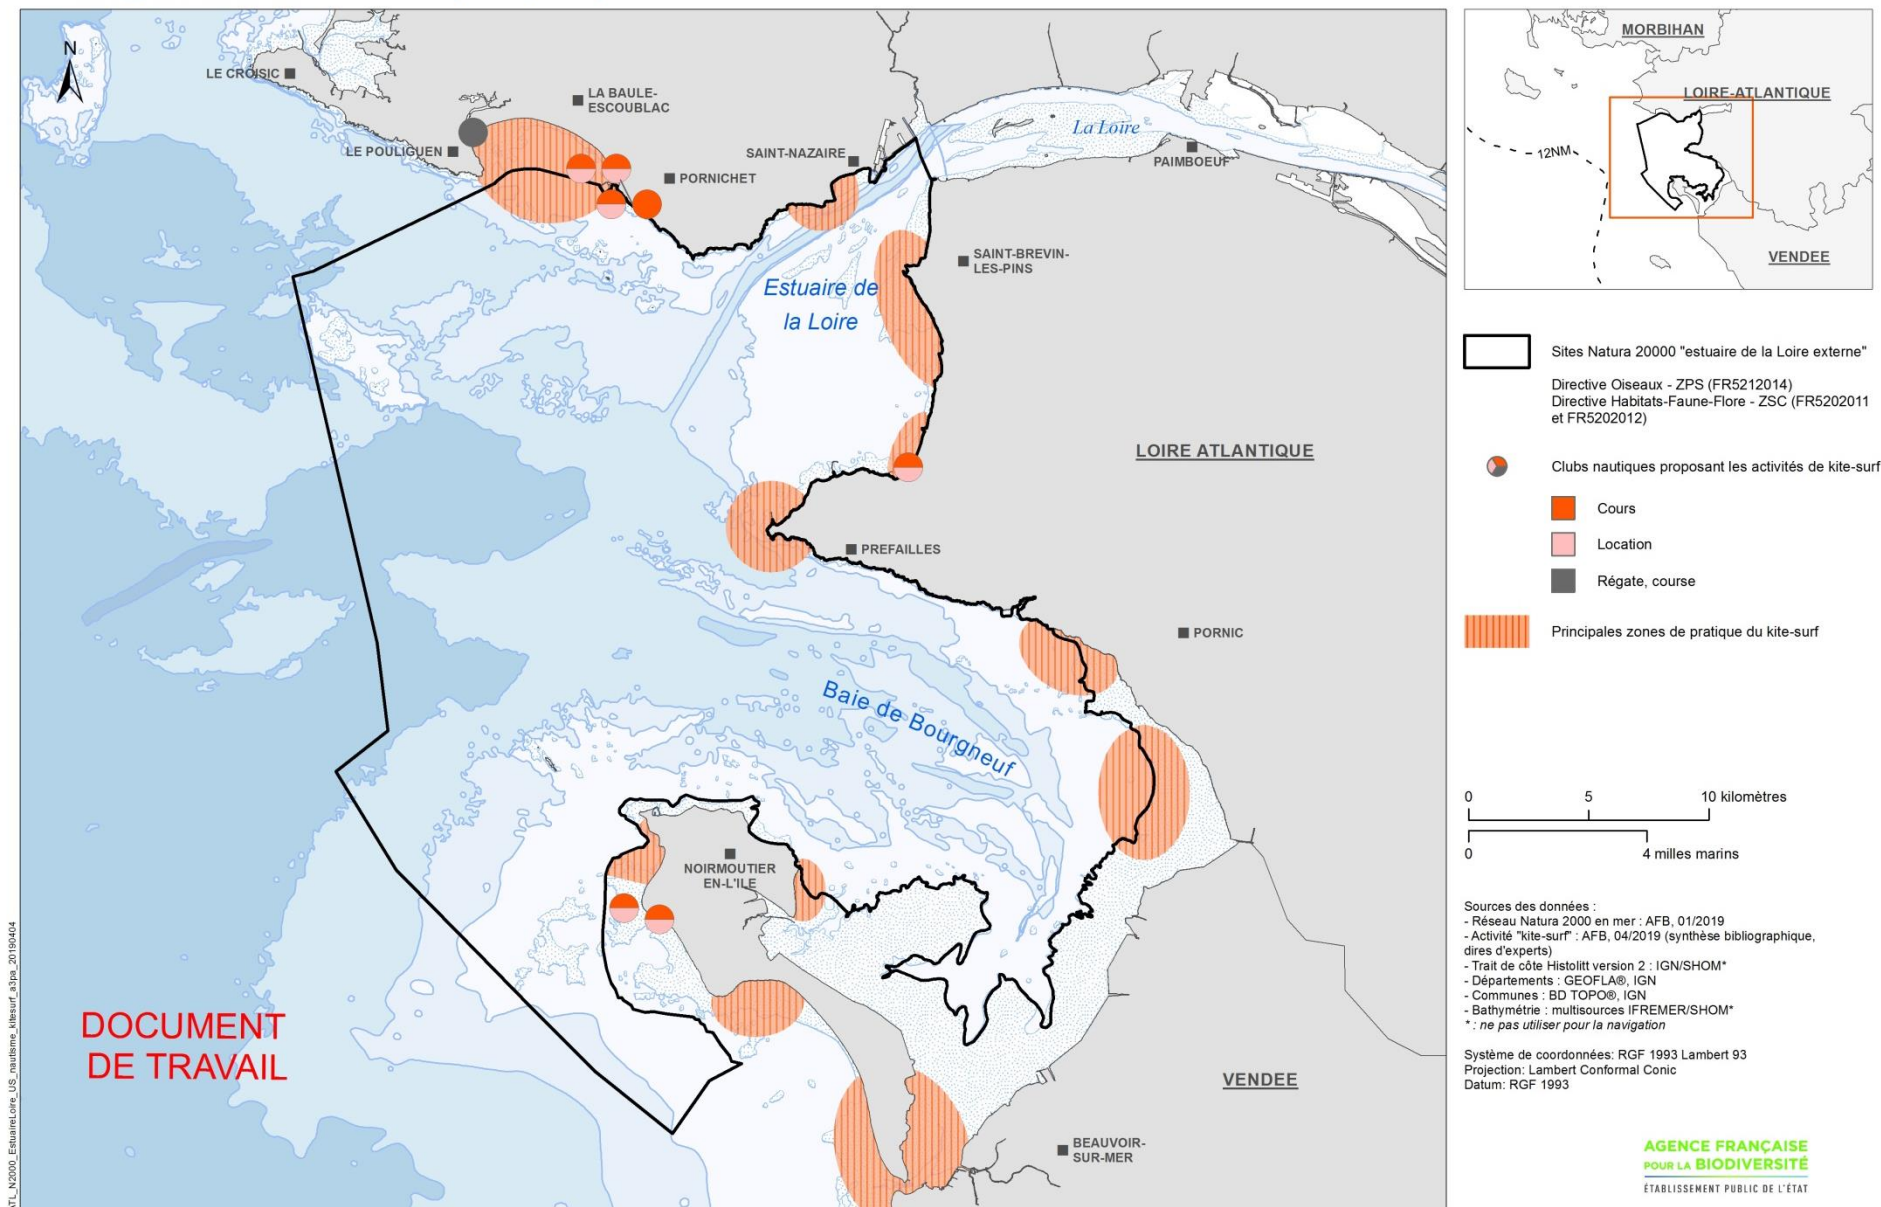 N
LE CROISIC
LA BAULE-
ESCOUBLAC
LE POULIGUEN
PORNICHET
SAINT-NAZAIRE
La Loire
PAIMBOEUF
SAINT-BREVIN-
LES-PINS
Estuaire de
la Loire
LOIRE ATLANTIQUE
PREFAILLES
PORNIC
Baie de Bourgneuf
NOIRMOUTIER
EN-L'ILE
VENDEE
BEAUVOIR-
SUR-MER
DOCUMENT
DE TRAVAIL
ATL_N2000_EstuaireLoire_US_nautisme_kitesurf_a3pa_20190404
MORBIHAN
LOIRE-ATLANTIQUE
12NM
VENDEE
Sites Natura 20000 "estuaire de la Loire externe"
Directive Oiseaux - ZPS (FR5212014)
Directive Habitats-Faune-Flore - ZSC (FR5202011
et FR5202012)
Clubs nautiques proposant les activités de kite-surf
Cours
Location
Régate, course
Principales zones de pratique du kite-surf
0 5 10 kilomètres
0 4 milles marins
Sources des données :
- Réseau Natura 2000 en mer : AFB, 01/2019
- Activité "kite-surf" : AFB, 04/2019 (synthèse bibliographique,
dires d'experts)
- Trait de côte Histolitt version 2 : IGN/SHOM*
- Départements : GEOFLA®, IGN
- Communes : BD TOPO®, IGN
- Bathymétrie : multisources IFREMER/SHOM*
* : ne pas utiliser pour la navigation
Système de coordonnées: RGF 1993 Lambert 93
Projection: Lambert Conformal Conic
Datum: RGF 1993
AGENCE FRANÇAISE
POUR LA BIODIVERSITÉ
ÉTABLISSEMENT PUBLIC DE L'ÉTAT